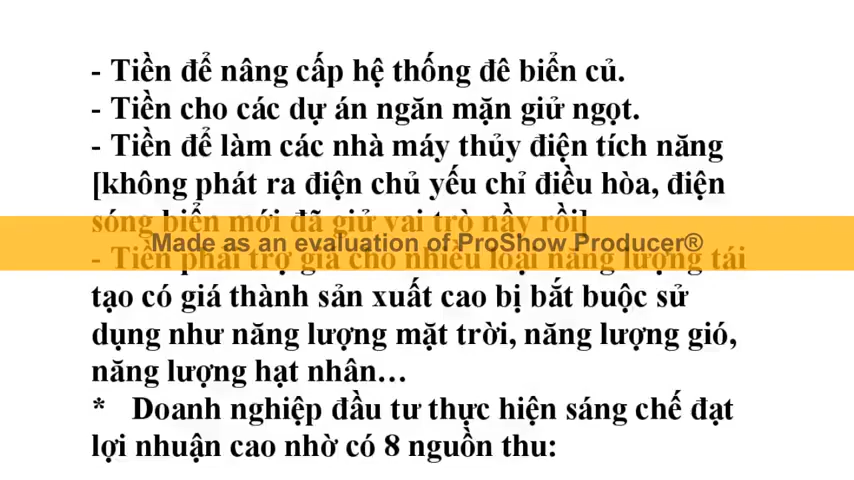 - Tiền để nâng cấp hệ thống đê biển củ.
- Tiền cho các dự án ngăn mặn giử ngọt.
- Tiền để làm các nhà máy thủy điện tích năng
[không phát ra điện chủ yếu chỉ điều hòa, điện
sóng biển mới đã giử vai trò nầy rồi]
Made as an evaluation of ProShow Producer®
- Tiền phải trợ giá cho nhiều loại năng lượng tái
tạo có giá thành sản xuất cao bị bắt buộc sử
dụng như năng lượng mặt trời, năng lượng gió,
năng lượng hạt nhân…
* Doanh nghiệp đầu tư thực hiện sáng chế đạt
lợi nhuận cao nhờ có 8 nguồn thu: